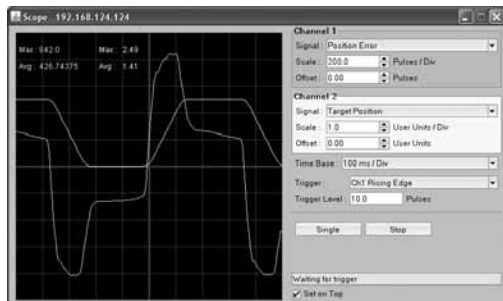 Scope 192.168.124.124
Max : 842.0 Max : 2.49
Avg : 426.74375 Avg : 1.41
Channel 1
Signal : Position Error
Scale : 200.0 Pulses / Div
Offset : 0.00 Pulses
Channel 2
Signal : Target Position
Scale : 1.0 User Units / Div
Offset : 0.00 User Units
Time Base : 100 ms / Div
Trigger : Ch1 Rising Edge
Trigger Level : 10.0 Pulses
Single Stop
Waiting for trigger
Set on Top